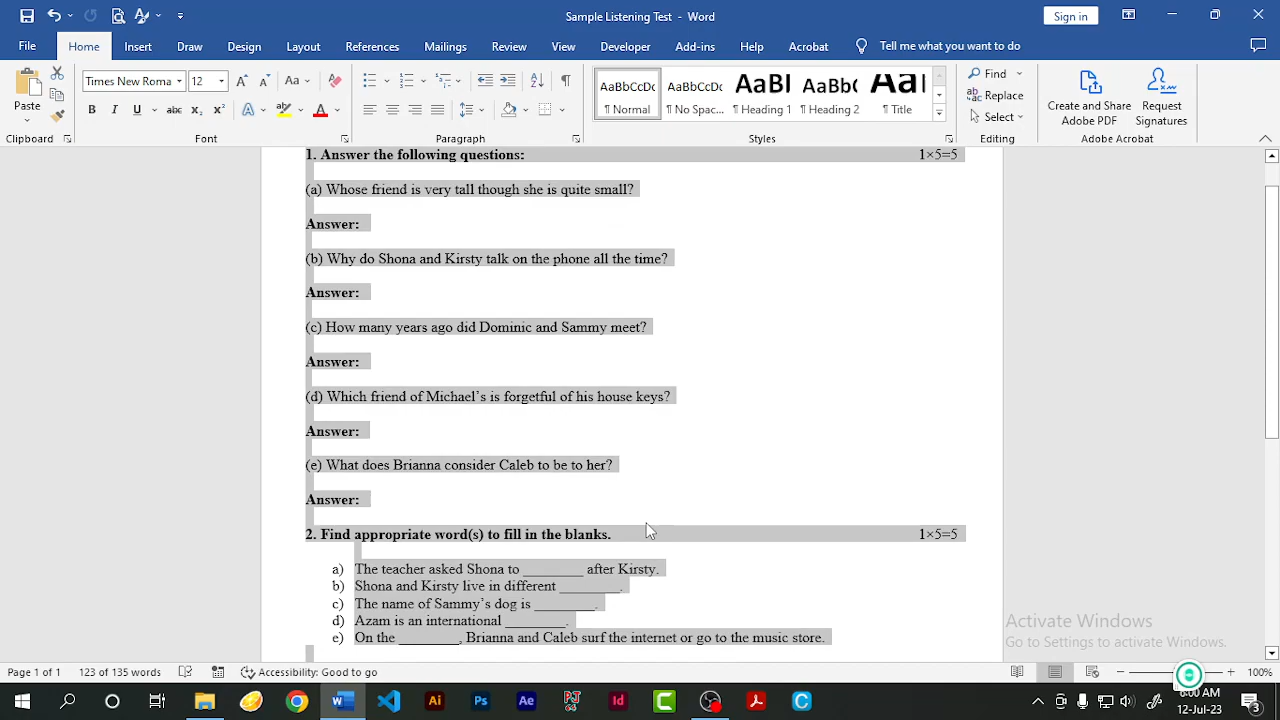 Sample Listening Test - Word
Sign in
File Home Insert Draw Design Layout References Mailings Review View Developer Add-ins Help Acrobat Tell me what you want to do
Paste
Times New Roma 12
Clipboard Font Paragraph Styles Editing Adobe Acrobat
AaBbCcDc AaBbCcDc AaBl AaBbC Aal
¶ Normal ¶ No Spac... ¶ Heading 1 ¶ Heading 2 ¶ Title
Find
Replace
Select
Create and Share Adobe PDF
Request Signatures
1. Answer the following questions: 1×5=5
(a) Whose friend is very tall though she is quite small?
Answer:
(b) Why do Shona and Kirsty talk on the phone all the time?
Answer:
(c) How many years ago did Dominic and Sammy meet?
Answer:
(d) Which friend of Michael’s is forgetful of his house keys?
Answer:
(e) What does Brianna consider Caleb to be to her?
Answer:
2. Find appropriate word(s) to fill in the blanks. 1×5=5
a) The teacher asked Shona to ________ after Kirsty.
b) Shona and Kirsty live in different ________.
c) The name of Sammy’s dog is ________.
d) Azam is an international ________.
e) On the ________, Brianna and Caleb surf the internet or go to the music store.
Activate Windows
Go to Settings to activate Windows.
Page 1 of 1 123 of 135 words Accessibility: Good to go 100%
12-Jul-23